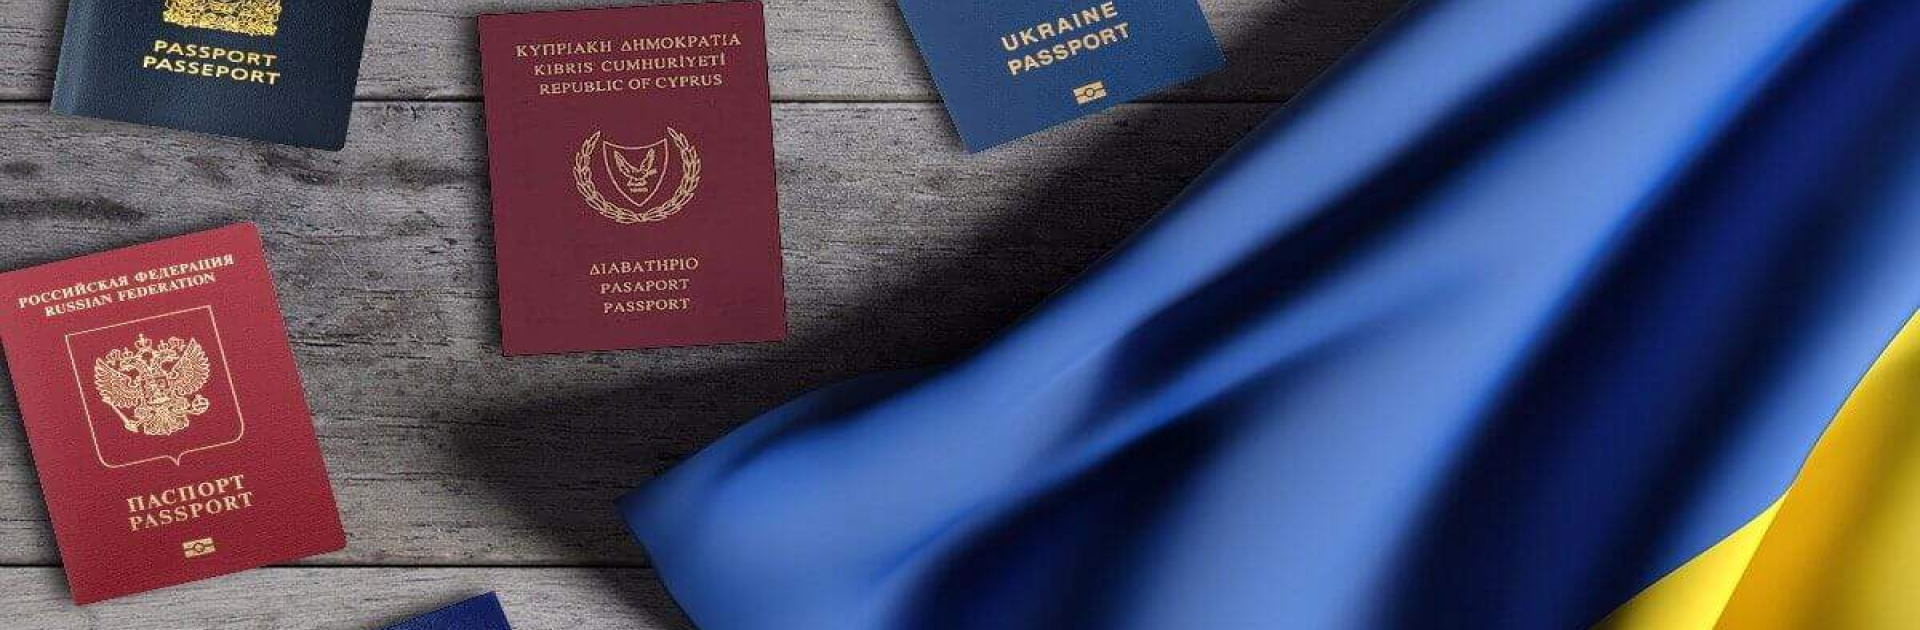 PASSPORT
PASSEPORT
ΚΥΠΡΙΑΚΗ ΔΗΜΟΚΡΑΤΙΑ
KIBRIS CUMHURİYETİ
REPUBLIC OF CYPRUS
ΔΙΑΒΑΤΗΡΙΟ
PASAPORT
PASSPORT
UKRAINE
PASSPORT
РОССИЙСКАЯ ФЕДЕРАЦИЯ
RUSSIAN FEDERATION
ПАСПОРТ
PASSPORT